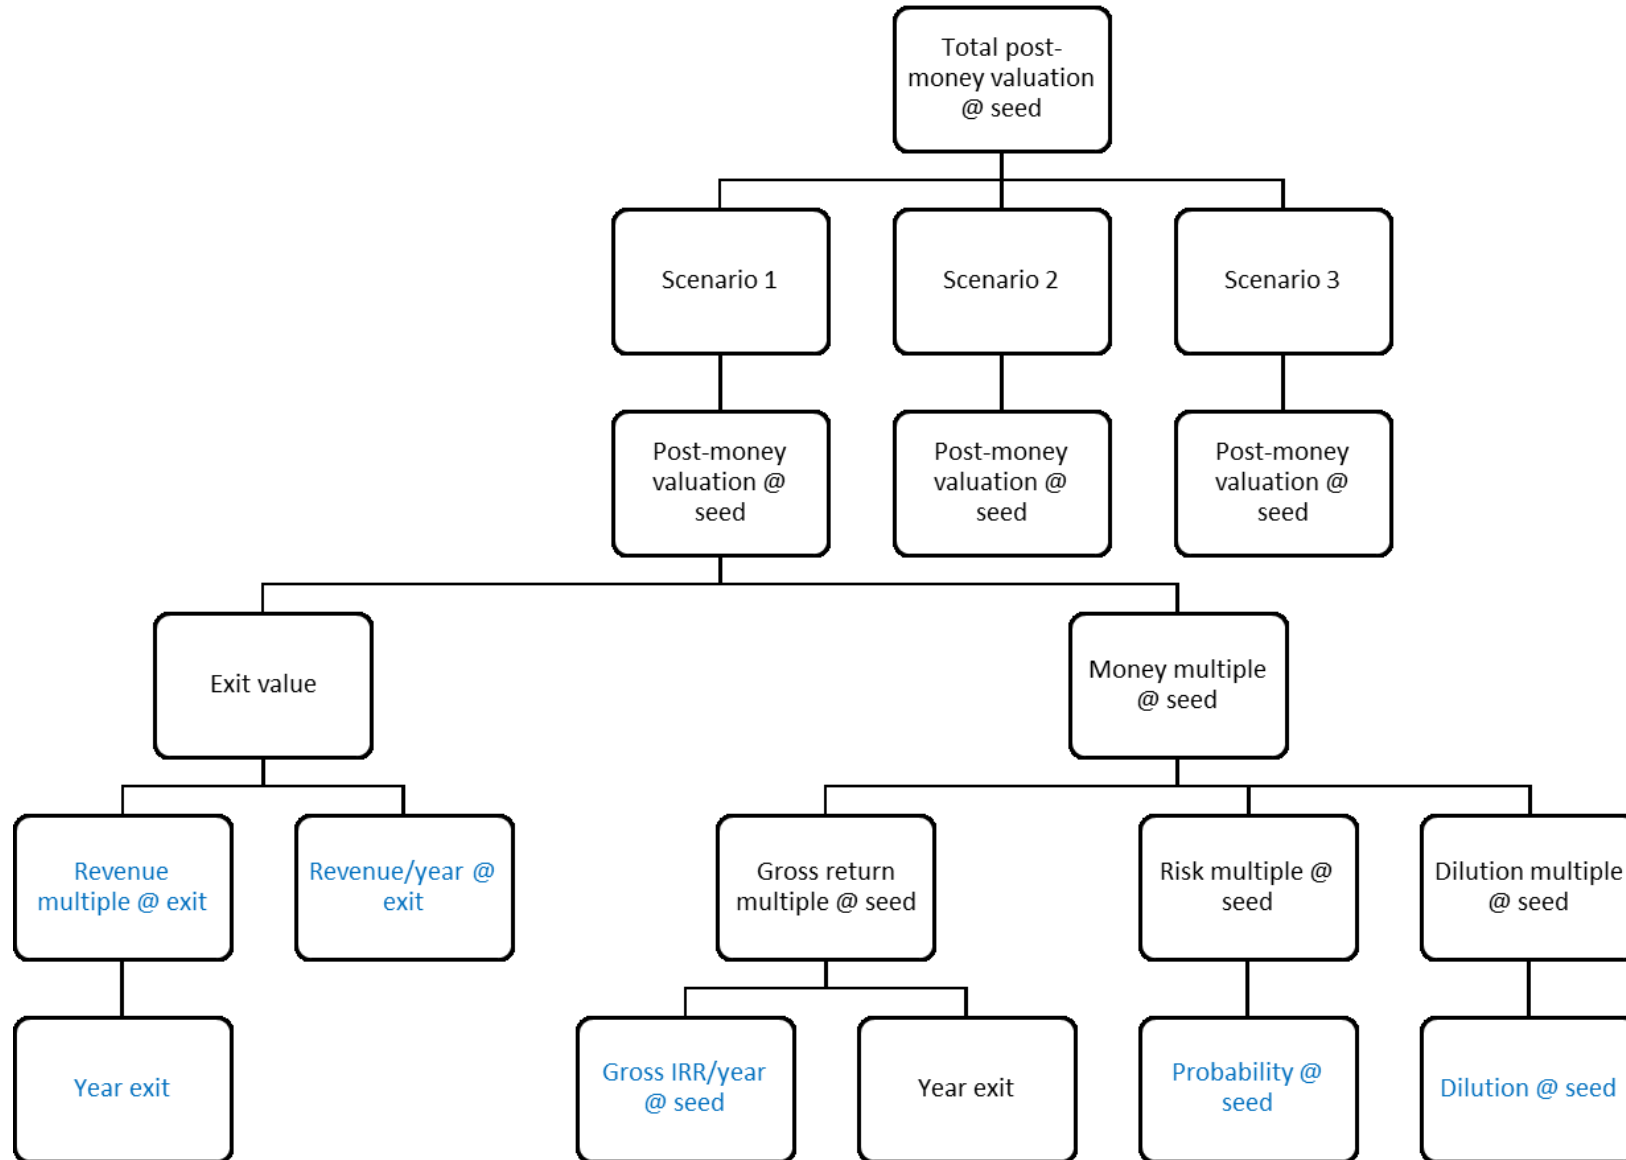 Total post-
money valuation
@ seed
Scenario 1
Scenario 2
Scenario 3
Post-money
valuation @
seed
Post-money
valuation @
seed
Post-money
valuation @
seed
Exit value
Money multiple
@ seed
Revenue
multiple @ exit
Revenue/year @
exit
Gross return
multiple @ seed
Risk multiple @
seed
Dilution multiple
@ seed
Year exit
Gross IRR/year
@ seed
Year exit
Probability @
seed
Dilution @ seed